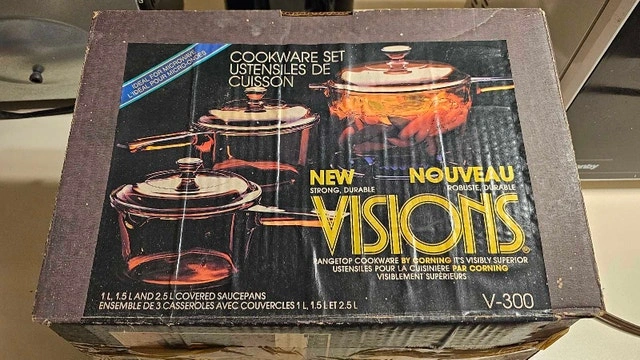 IDEAL FOR MICROWAVE
L'IDEAL POUR MICRO-ONDES
COOKWARE SET
USTENSILES DE
CUISSON
NEW
STRONG, DURABLE
NOUVEAU
ROBUSTE, DURABLE
VISIONS
RANGETOP COOKWARE BY CORNING IT'S VISIBLY SUPERIOR
USTENSILES POUR LA CUISINIERE PAR CORNING
VISIBLEMENT SUPÉRIEURS
1 L, 1.5 L AND 2.5 L COVERED SAUCEPANS
ENSEMBLE DE 3 CASSEROLES AVEC COUVERCLES 1 L, 1.5 L ET 2.5 L
V-300